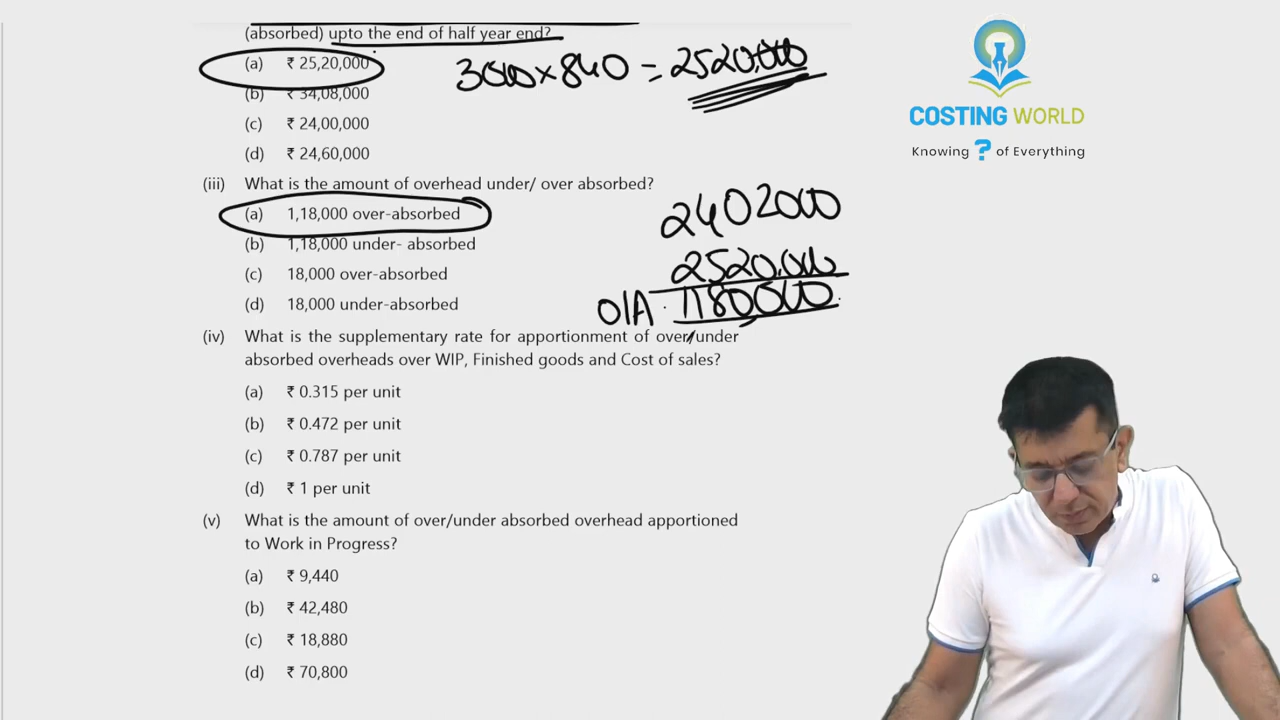 (absorbed) upto the end of half year end?
(a) ₹ 25,20,000
3000 x 840 = 2520,000
(b) ₹ 34,08,000
(c) ₹ 24,00,000
(d) ₹ 24,60,000
COSTING WORLD
Knowing ? of Everything
(iii) What is the amount of overhead under/ over absorbed?
(a) 1,18,000 over-absorbed
(b) 1,18,000 under- absorbed
(c) 18,000 over-absorbed
(d) 18,000 under-absorbed
2402000
2520,000
O/A
(iv) What is the supplementary rate for apportionment of over/under
absorbed overheads over WIP, Finished goods and Cost of sales?
(a) ₹ 0.315 per unit
(b) ₹ 0.472 per unit
(c) ₹ 0.787 per unit
(d) ₹ 1 per unit
(v) What is the amount of over/under absorbed overhead apportioned
to Work in Progress?
(a) ₹ 9,440
(b) ₹ 42,480
(c) ₹ 18,880
(d) ₹ 70,800